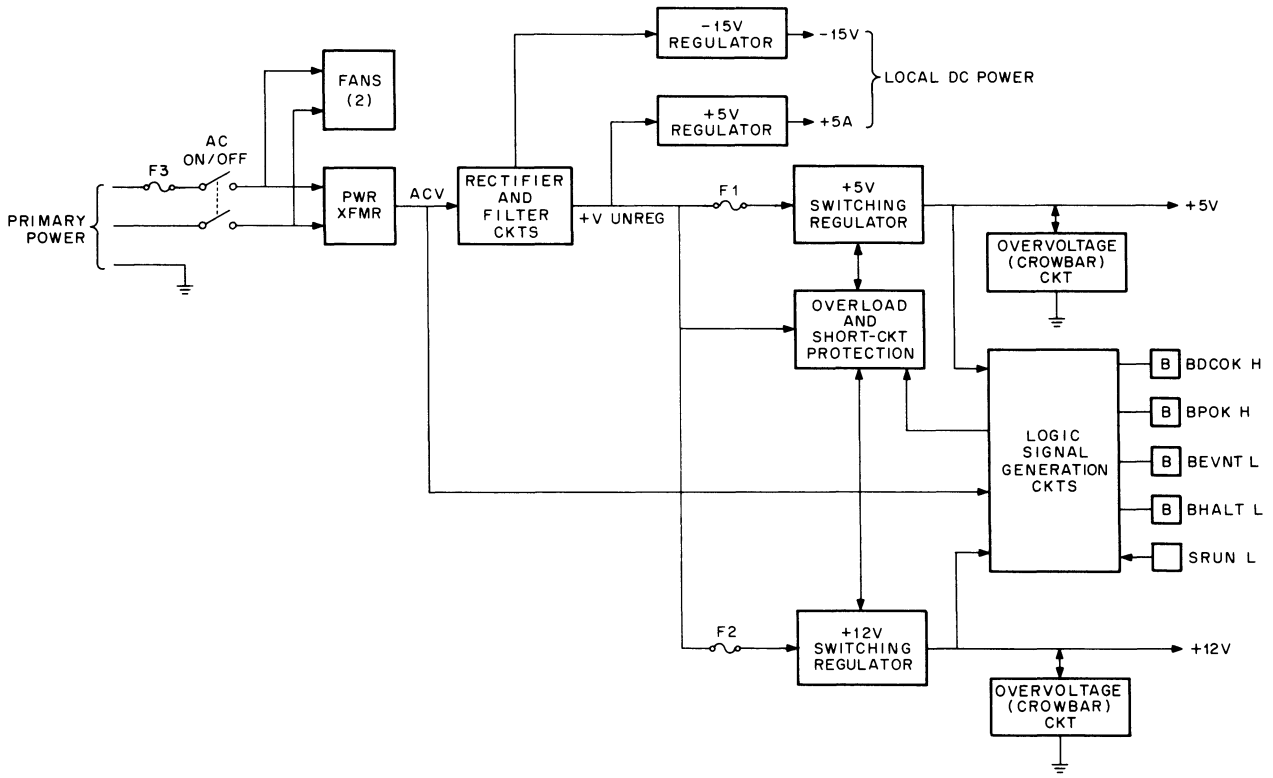 -15V
REGULATOR
-15V
LOCAL DC POWER
+5V
REGULATOR
+5A
FANS
(2)
AC
ON/OFF
F3
PRIMARY
POWER
PWR
XFMR
ACV
RECTIFIER
AND
FILTER
CKTS
+V UNREG
F1
+5V
SWITCHING
REGULATOR
+5V
OVERVOLTAGE
(CROWBAR)
CKT
OVERLOAD
AND
SHORT-CKT
PROTECTION
LOGIC
SIGNAL
GENERATION
CKTS
B BDCOK H
B BPOK H
B BEVNT L
B BHALT L
SRUN L
F2
+12V
SWITCHING
REGULATOR
+12V
OVERVOLTAGE
(CROWBAR)
CKT